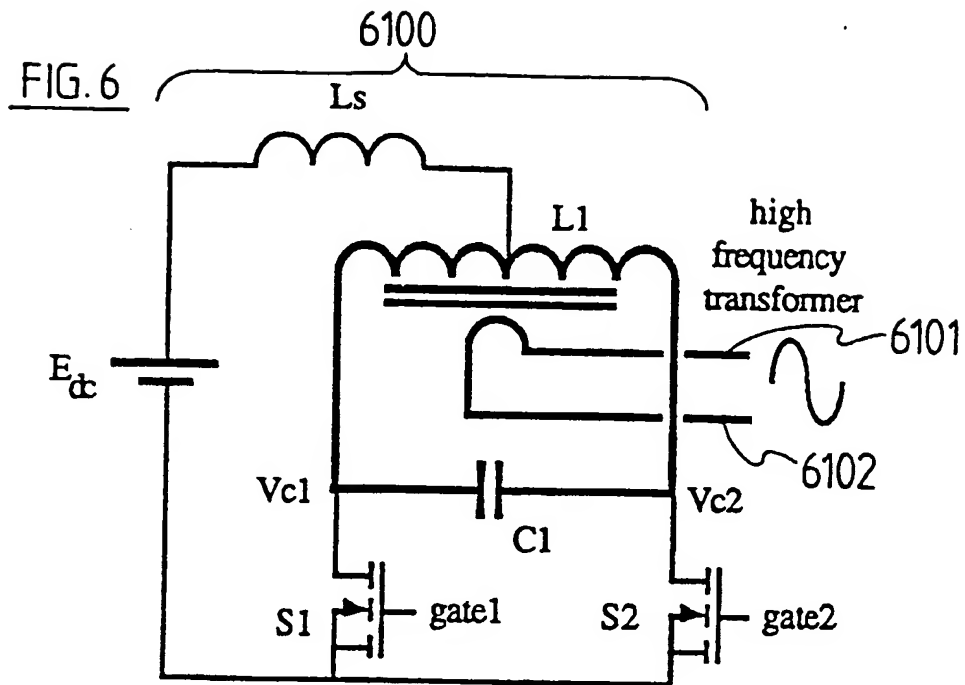 6100
FIG. 6
Ls
L1
high
frequency
transformer
6101
Edc
6102
Vc1
Vc2
C1
S1
gate1
S2
gate2